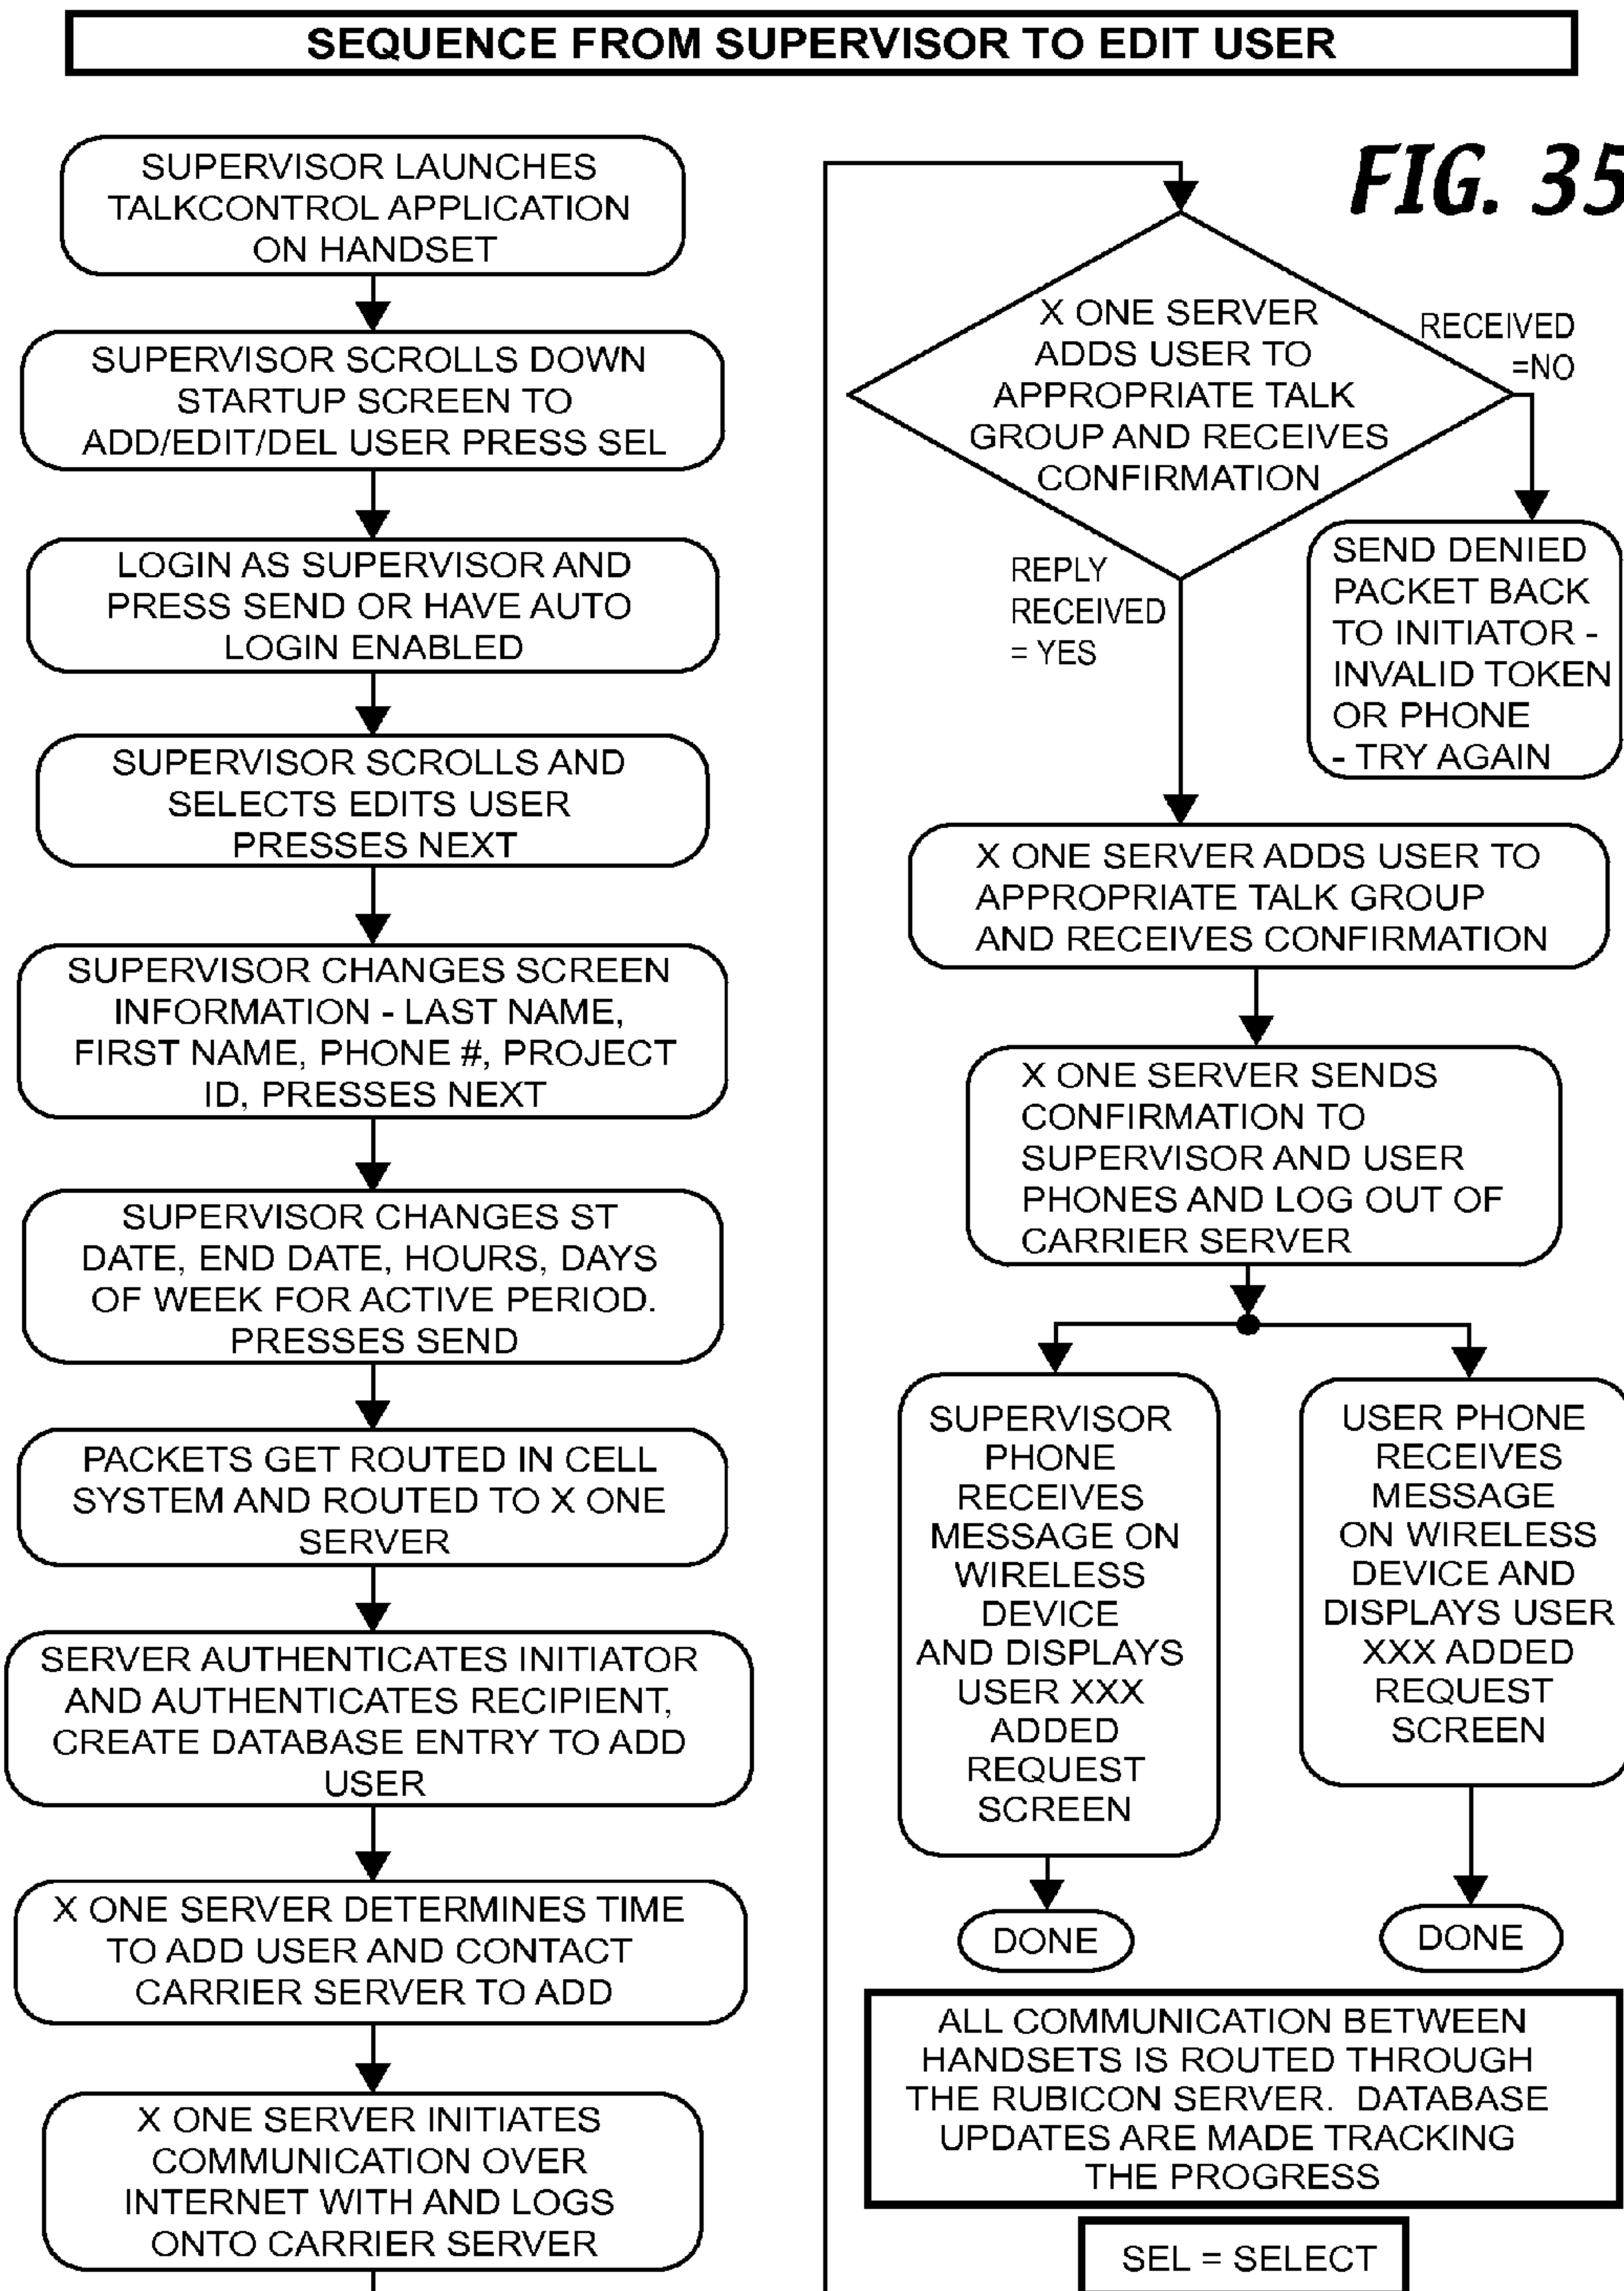 SEQUENCE FROM SUPERVISOR TO EDIT USER
FIG. 35
SUPERVISOR LAUNCHES
TALKCONTROL APPLICATION
ON HANDSET
SUPERVISOR SCROLLS DOWN
STARTUP SCREEN TO
ADD/EDIT/DEL USER PRESS SEL
LOGIN AS SUPERVISOR AND
PRESS SEND OR HAVE AUTO
LOGIN ENABLED
SUPERVISOR SCROLLS AND
SELECTS EDITS USER
PRESSES NEXT
SUPERVISOR CHANGES SCREEN
INFORMATION - LAST NAME,
FIRST NAME, PHONE #, PROJECT
ID, PRESSES NEXT
SUPERVISOR CHANGES ST
DATE, END DATE, HOURS, DAYS
OF WEEK FOR ACTIVE PERIOD.
PRESSES SEND
PACKETS GET ROUTED IN CELL
SYSTEM AND ROUTED TO X ONE
SERVER
SERVER AUTHENTICATES INITIATOR
AND AUTHENTICATES RECIPIENT,
CREATE DATABASE ENTRY TO ADD
USER
X ONE SERVER DETERMINES TIME
TO ADD USER AND CONTACT
CARRIER SERVER TO ADD
X ONE SERVER INITIATES
COMMUNICATION OVER
INTERNET WITH AND LOGS
ONTO CARRIER SERVER
X ONE SERVER
ADDS USER TO
APPROPRIATE TALK
GROUP AND RECEIVES
CONFIRMATION
RECEIVED
=NO
SEND DENIED
PACKET BACK
TO INITIATOR -
INVALID TOKEN
OR PHONE
- TRY AGAIN
REPLY
RECEIVED
= YES
X ONE SERVER ADDS USER TO
APPROPRIATE TALK GROUP
AND RECEIVES CONFIRMATION
X ONE SERVER SENDS
CONFIRMATION TO
SUPERVISOR AND USER
PHONES AND LOG OUT OF
CARRIER SERVER
SUPERVISOR
PHONE
RECEIVES
MESSAGE ON
WIRELESS
DEVICE
AND DISPLAYS
USER XXX
ADDED
REQUEST
SCREEN
DONE
USER PHONE
RECEIVES
MESSAGE
ON WIRELESS
DEVICE AND
DISPLAYS USER
XXX ADDED
REQUEST
SCREEN
DONE
ALL COMMUNICATION BETWEEN
HANDSETS IS ROUTED THROUGH
THE RUBICON SERVER. DATABASE
UPDATES ARE MADE TRACKING
THE PROGRESS
SEL = SELECT